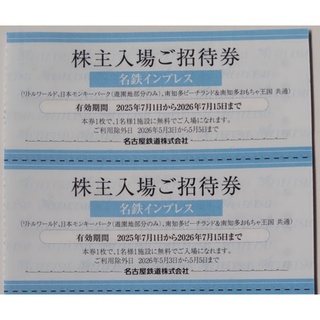 株主入場ご招待券
名鉄インプレス
(リトルワールド、日本モンキーパーク(遊園地部分のみ)、南知多ビーチランド&南知多おもちゃ王国 共通)
有効期間 2025年7月1日から2026年7月15日まで
本券1枚で、1名様1施設に無料でご入場になれます。
ご利用除外日 2026年5月3日から5月5日まで
名古屋鉄道株式会社
株主入場ご招待券
名鉄インプレス
(リトルワールド、日本モンキーパーク(遊園地部分のみ)、南知多ビーチランド&南知多おもちゃ王国 共通)
有効期間 2025年7月1日から2026年7月15日まで
本券1枚で、1名様1施設に無料でご入場になれます。
ご利用除外日 2026年5月3日から5月5日まで
名古屋鉄道株式会社